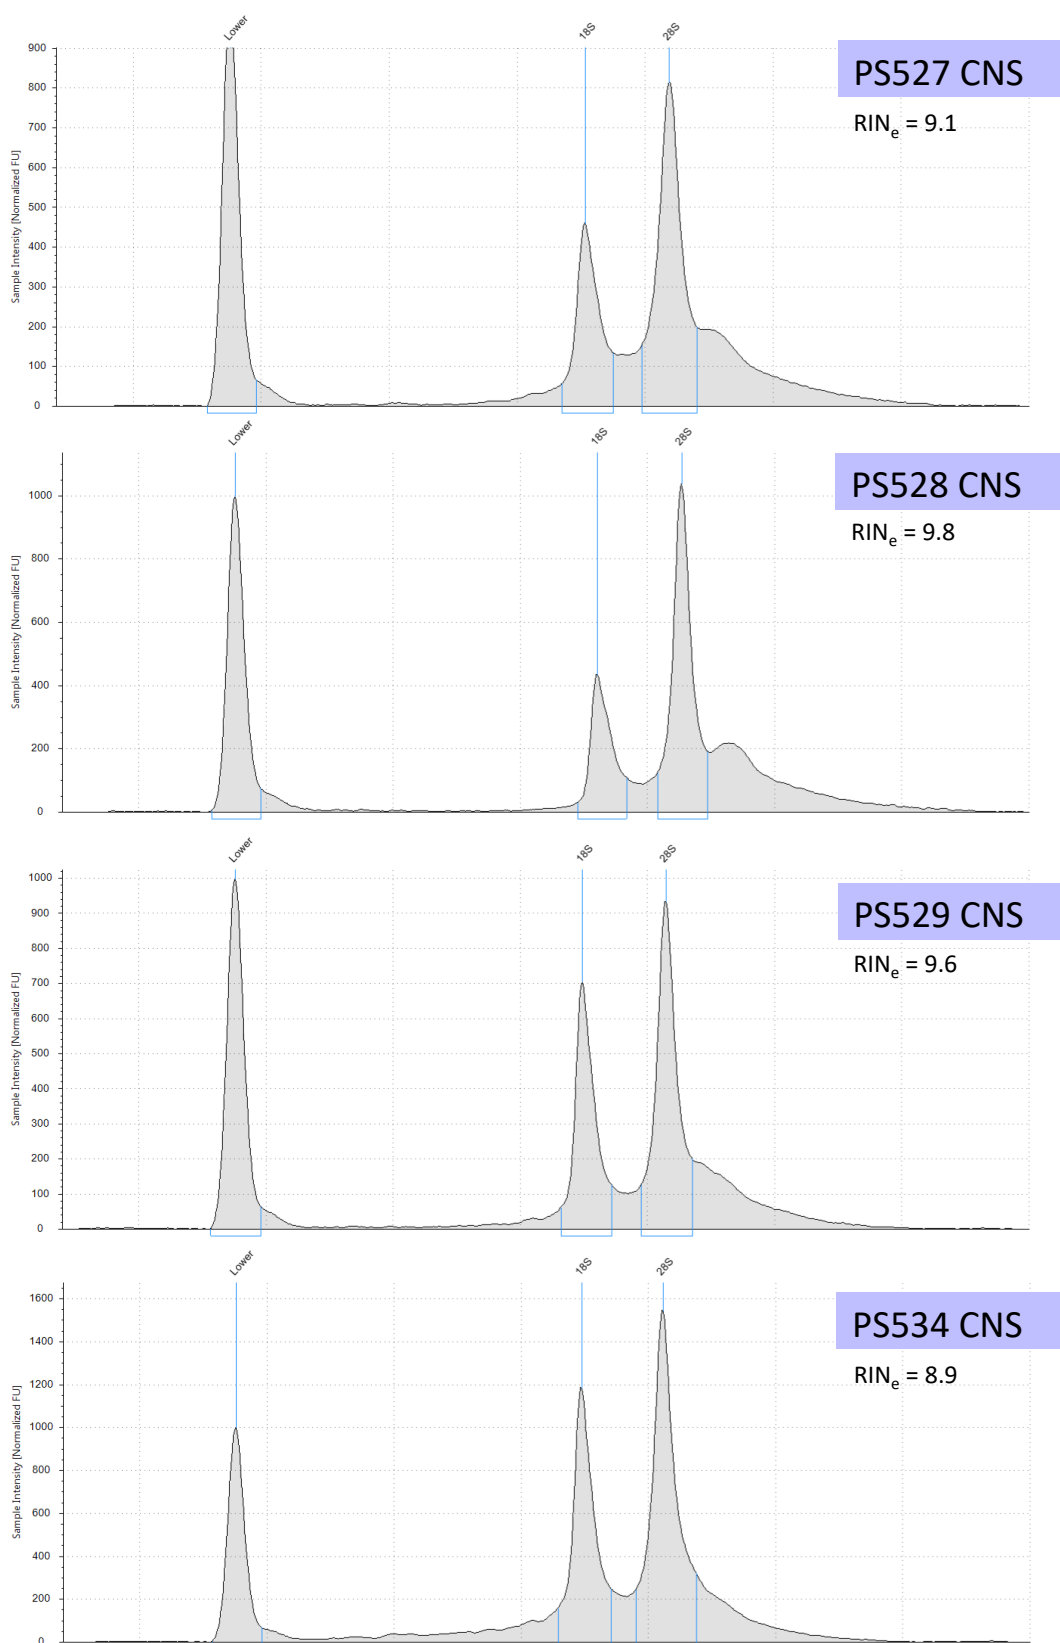 Lower
18S
28S
PS527 CNS
RINe = 9.1
Sample Intensity [Normalized FU]
900
800
700
600
500
400
300
200
100
0
Lower
18S
28S
PS528 CNS
RINe = 9.8
Sample Intensity [Normalized FU]
1000
800
600
400
200
0
Lower
18S
28S
PS529 CNS
RINe = 9.6
Sample Intensity [Normalized FU]
1000
900
800
700
600
500
400
300
200
100
0
Lower
18S
28S
PS534 CNS
RINe = 8.9
Sample Intensity [Normalized FU]
1600
1400
1200
1000
800
600
400
200
0